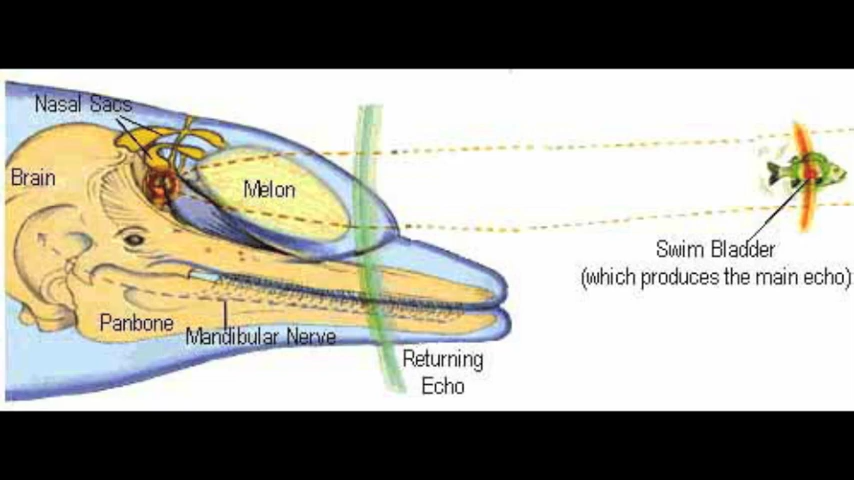 Nasal Sacs
Brain
Melon
Swim Bladder
(which produces the main echo)
Panbone
Mandibular Nerve
Returning
Echo